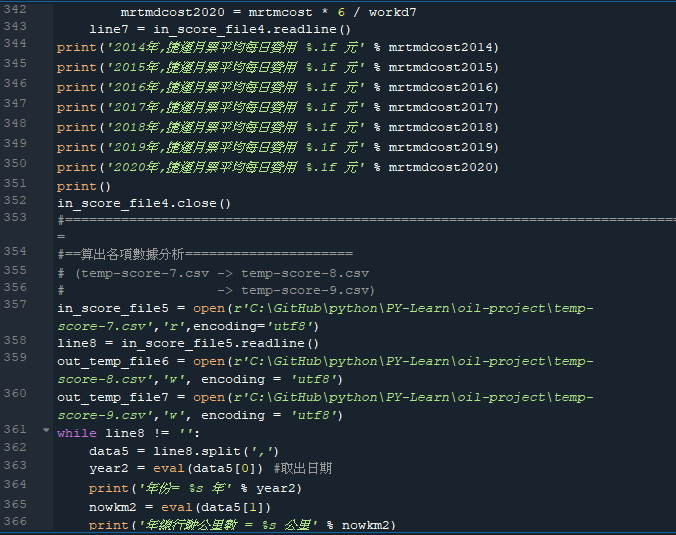 342 mrtmdcost2020 = mrtmcost * 6 / workd7
343 line7 = in_score_file4.readline()
344 print('2014年,捷運月票平均每日費用 %.1f 元' % mrtmdcost2014)
345 print('2015年,捷運月票平均每日費用 %.1f 元' % mrtmdcost2015)
346 print('2016年,捷運月票平均每日費用 %.1f 元' % mrtmdcost2016)
347 print('2017年,捷運月票平均每日費用 %.1f 元' % mrtmdcost2017)
348 print('2018年,捷運月票平均每日費用 %.1f 元' % mrtmdcost2018)
349 print('2019年,捷運月票平均每日費用 %.1f 元' % mrtmdcost2019)
350 print('2020年,捷運月票平均每日費用 %.1f 元' % mrtmdcost2020)
351 print()
352 in_score_file4.close()
353 #============================================================================
=
354 #==算出各項數據分析=====================
355 # (temp-score-7.csv -> temp-score-8.csv
356 #                   -> temp-score-9.csv)
357 in_score_file5 = open(r'C:\GitHub\python\PY-Learn\oil-project\temp-
score-7.csv','r',encoding='utf8')
358 line8 = in_score_file5.readline()
359 out_temp_file6 = open(r'C:\GitHub\python\PY-Learn\oil-project\temp-
score-8.csv','w', encoding = 'utf8')
360 out_temp_file7 = open(r'C:\GitHub\python\PY-Learn\oil-project\temp-
score-9.csv','w', encoding = 'utf8')
361 while line8 != '':
362 data5 = line8.split(',')
363 year2 = eval(data5[0]) #取出日期
364 print('年份= %s 年' % year2)
365 nowkm2 = eval(data5[1])
366 print('年總行駛公里數 = %s 公里' % nowkm2)